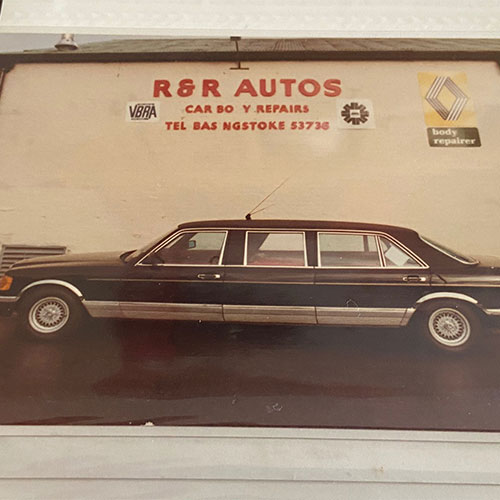 R&R AUTOS
CAR BO Y REPAIRS
VBRA
TEL BAS NGSTOKE 53736
body
repairer